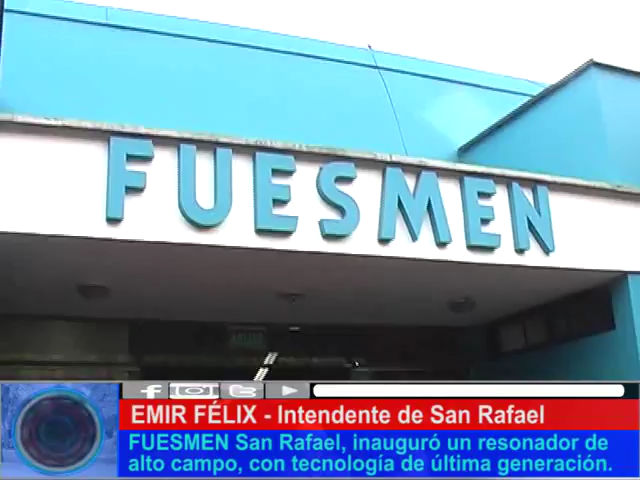 FUESMEN
EMIR FÉLIX - Intendente de San Rafael
FUESMEN San Rafael, inauguró un resonador de
alto campo, con tecnología de última generación.